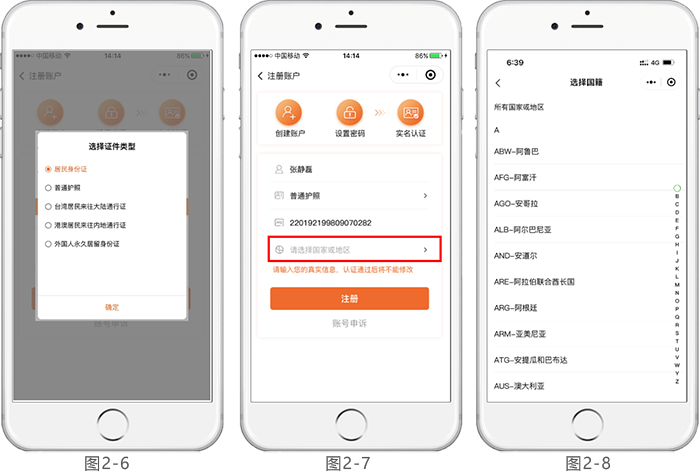 中国移动 14:14 86%
注册账户
选择证件类型
居民身份证
普通护照
台湾居民来往大陆通行证
港澳居民来往内地通行证
外国人永久居留身份证
确定
账号申诉
图2-6
中国移动 14:14 86%
注册账户
创建账户 设置密码 实名认证
张静磊
普通护照
220192199809070282
请选择国家或地区
请输入您的真实信息，认证通过后将不能修改
注册
账号申诉
图2-7
6:39 4G
选择国籍
所有国家或地区
A
ABW-阿鲁巴
AFG-阿富汗
AGO-安哥拉
ALB-阿尔巴尼亚
AND-安道尔
ARE-阿拉伯联合酋长国
ARG-阿根廷
ARM-亚美尼亚
ATG-安提瓜和巴布达
AUS-澳大利亚
B
C
D
E
F
G
H
I
J
K
L
M
N
O
P
Q
R
S
T
U
V
W
X
Y
Z
图2-8